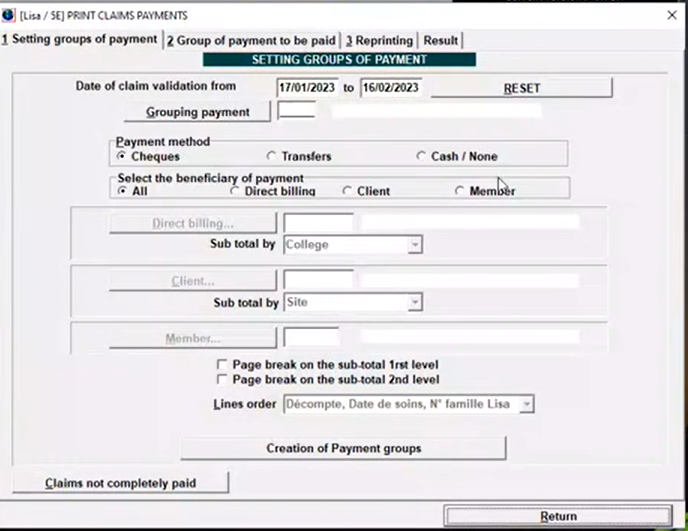 [Lisa / 5E] PRINT CLAIMS PAYMENTS
1 Setting groups of payment 2 Group of payment to be paid 3 Reprinting Result
SETTING GROUPS OF PAYMENT
Date of claim validation from 17/01/2023 to 16/02/2023 RESET
Grouping payment
Payment method
Cheques Transfers Cash / None
Select the beneficiary of payment
All Direct billing Client Member
Direct billing...
Sub total by College
Client...
Sub total by Site
Member...
Page break on the sub-total 1rst level
Page break on the sub-total 2nd level
Lines order Décompte, Date de soins, N° famille Lisa
Creation of Payment groups
Claims not completely paid
Return